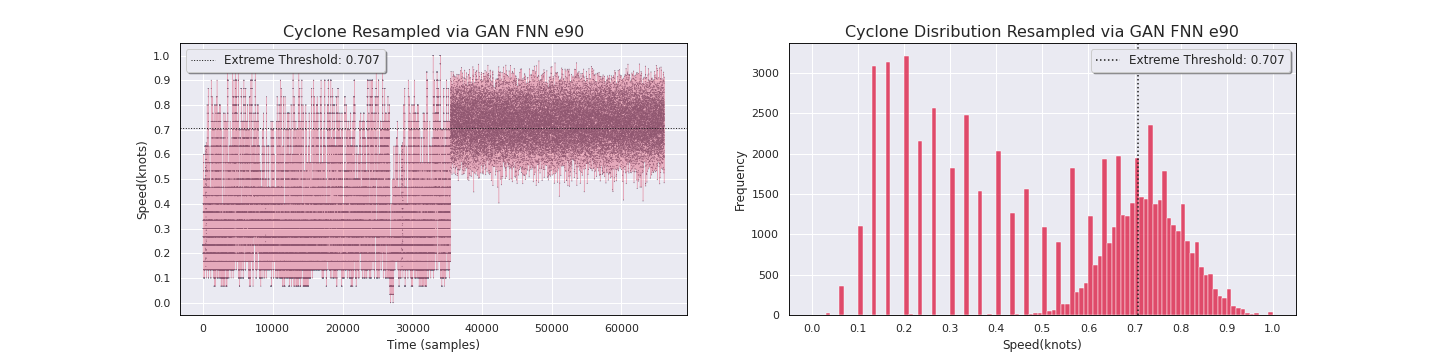 Cyclone Resampled via GAN FNN e90
Extreme Threshold: 0.707
1.0
0.9
0.8
0.7
0.6
0.5
0.4
0.3
0.2
0.1
0.0
Speed(knots)
0 10000 20000 30000 40000 50000 60000
Time (samples)
Cyclone Disribution Resampled via GAN FNN e90
Extreme Threshold: 0.707
3000
2500
2000
1500
1000
500
0
Frequency
0.0 0.1 0.2 0.3 0.4 0.5 0.6 0.7 0.8 0.9 1.0
Speed(knots)